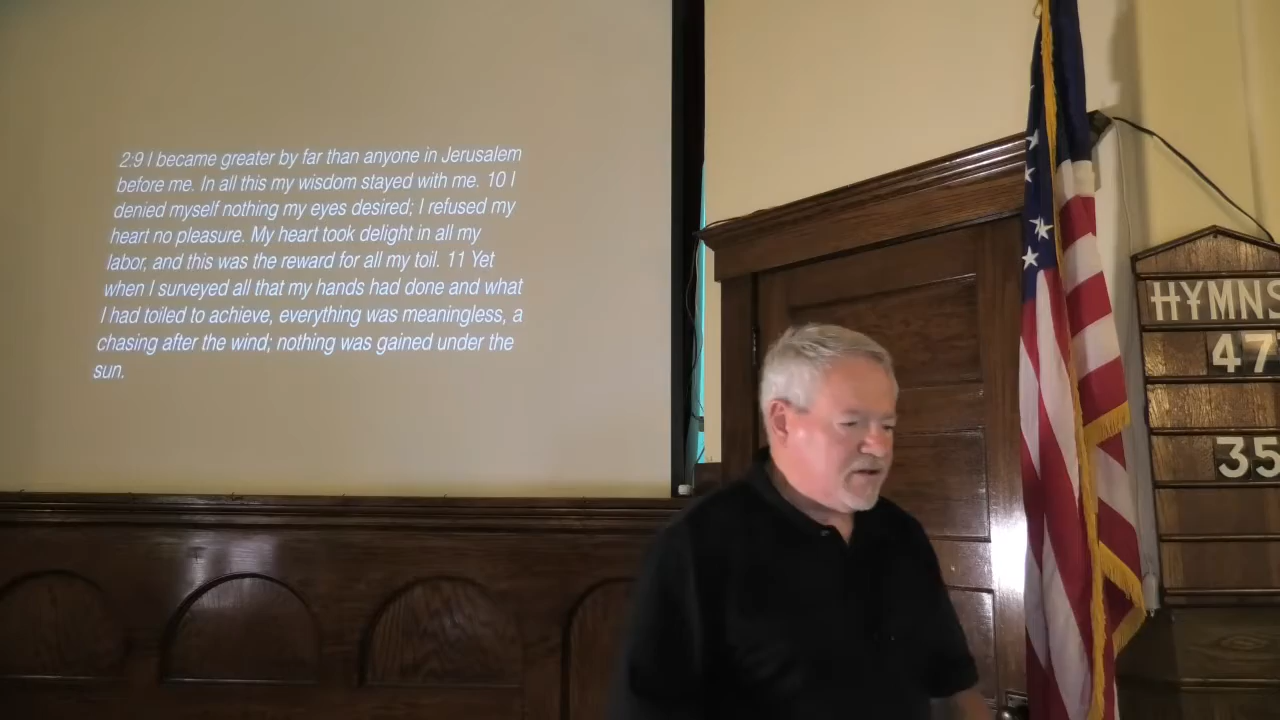 2:9 I became greater by far than anyone in Jerusalem
before me. In all this my wisdom stayed with me. 10 I
denied myself nothing my eyes desired; I refused my
heart no pleasure. My heart took delight in all my
labor, and this was the reward for all my toil. 11 Yet
when I surveyed all that my hands had done and what
I had toiled to achieve, everything was meaningless, a
chasing after the wind; nothing was gained under the
sun.
HYMNS
47
35